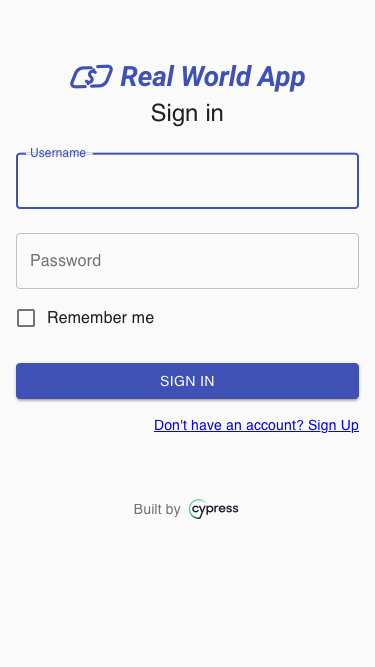 Real World App
Sign in
Username
Password
Remember me
SIGN IN
Don't have an account? Sign Up
Built by cypress